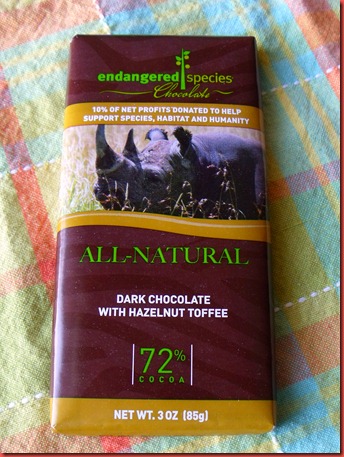 endangered species
Chocolate
10% OF NET PROFITS DONATED TO HELP
SUPPORT SPECIES, HABITAT AND HUMANITY
ALL-NATURAL
DARK CHOCOLATE
WITH HAZELNUT TOFFEE
72%
COCOA
NET WT. 3 OZ (85g)